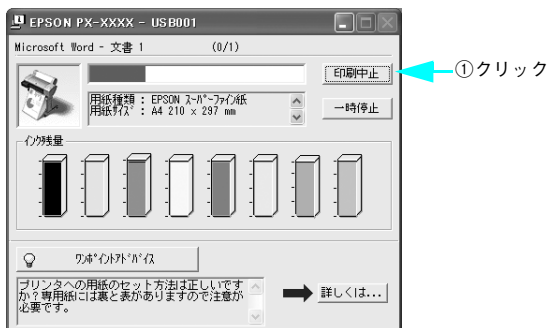 EPSON PX-XXXX - USB001
Microsoft Word - 文書 1 (0/1)
印刷中止
①クリック
用紙種類 : EPSON ｽｰﾊﾟｰﾌｧｲﾝ紙
用紙ｻｲｽﾞ : A4 210 x 297 mm
一時停止
ｲﾝｸ残量
ﾜﾝﾎﾟｲﾝﾄｱﾄﾞﾊﾞｲｽ
プリンタへの用紙のセット方法は正しいです
か？専用紙には裏と表がありますので注意が
必要です。
詳しくは...